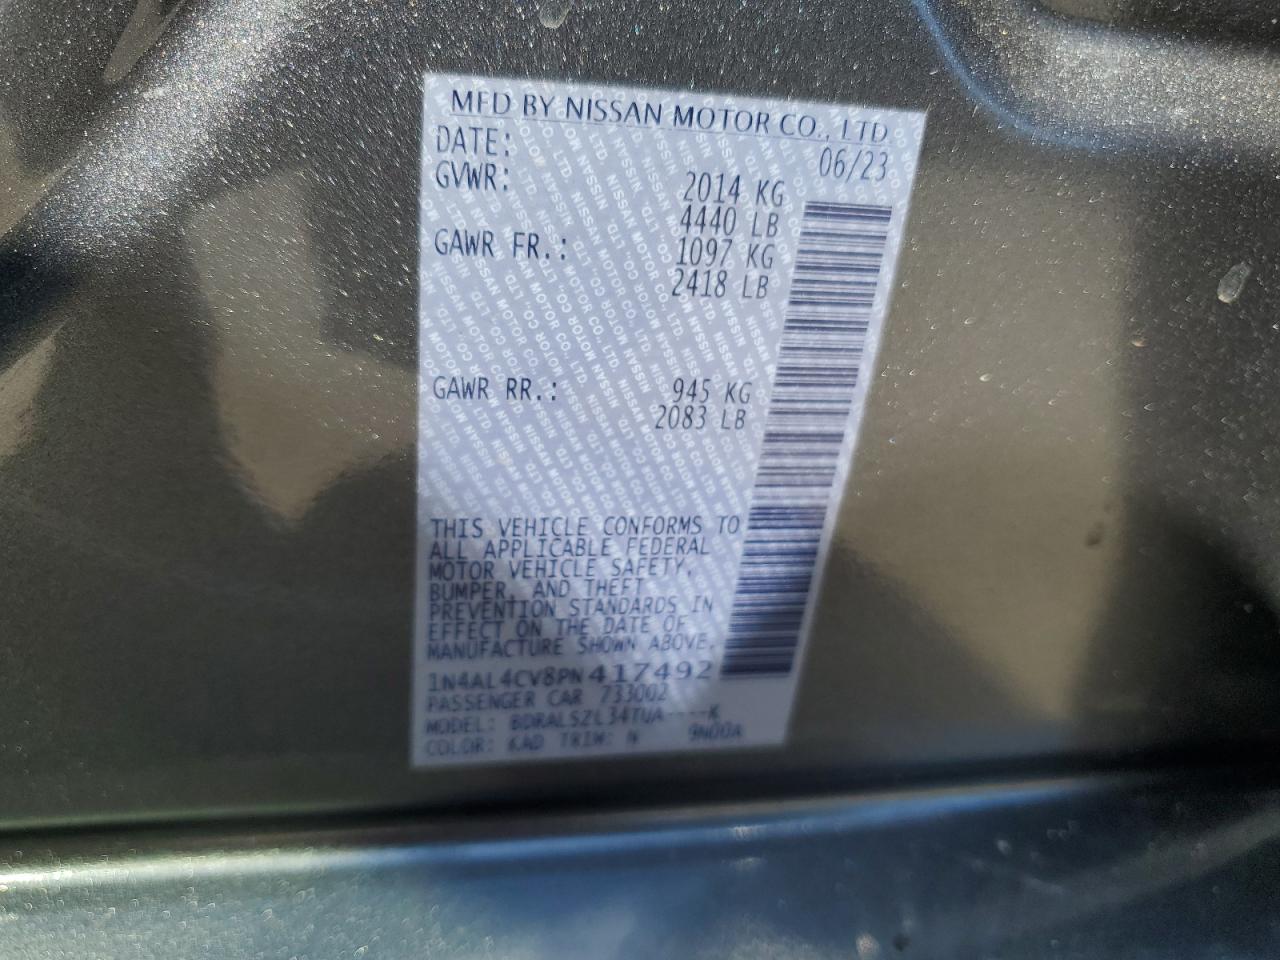 MFD BY NISSAN MOTOR CO., LTD
DATE: 06/23
GVWR: 2014 KG
4440 LB
GAWR FR.: 1097 KG
2418 LB
GAWR RR.: 945 KG
2083 LB
THIS VEHICLE CONFORMS TO
ALL APPLICABLE FEDERAL
MOTOR VEHICLE SAFETY,
BUMPER, AND THEFT
PREVENTION STANDARDS IN
EFFECT ON THE DATE OF
MANUFACTURE SHOWN ABOVE.
1N4AL4CV8PN417492
PASSENGER CAR 733002
MODEL: BDRALSZL34TUA----K
COLOR: KAD TRIM: N 9N00A